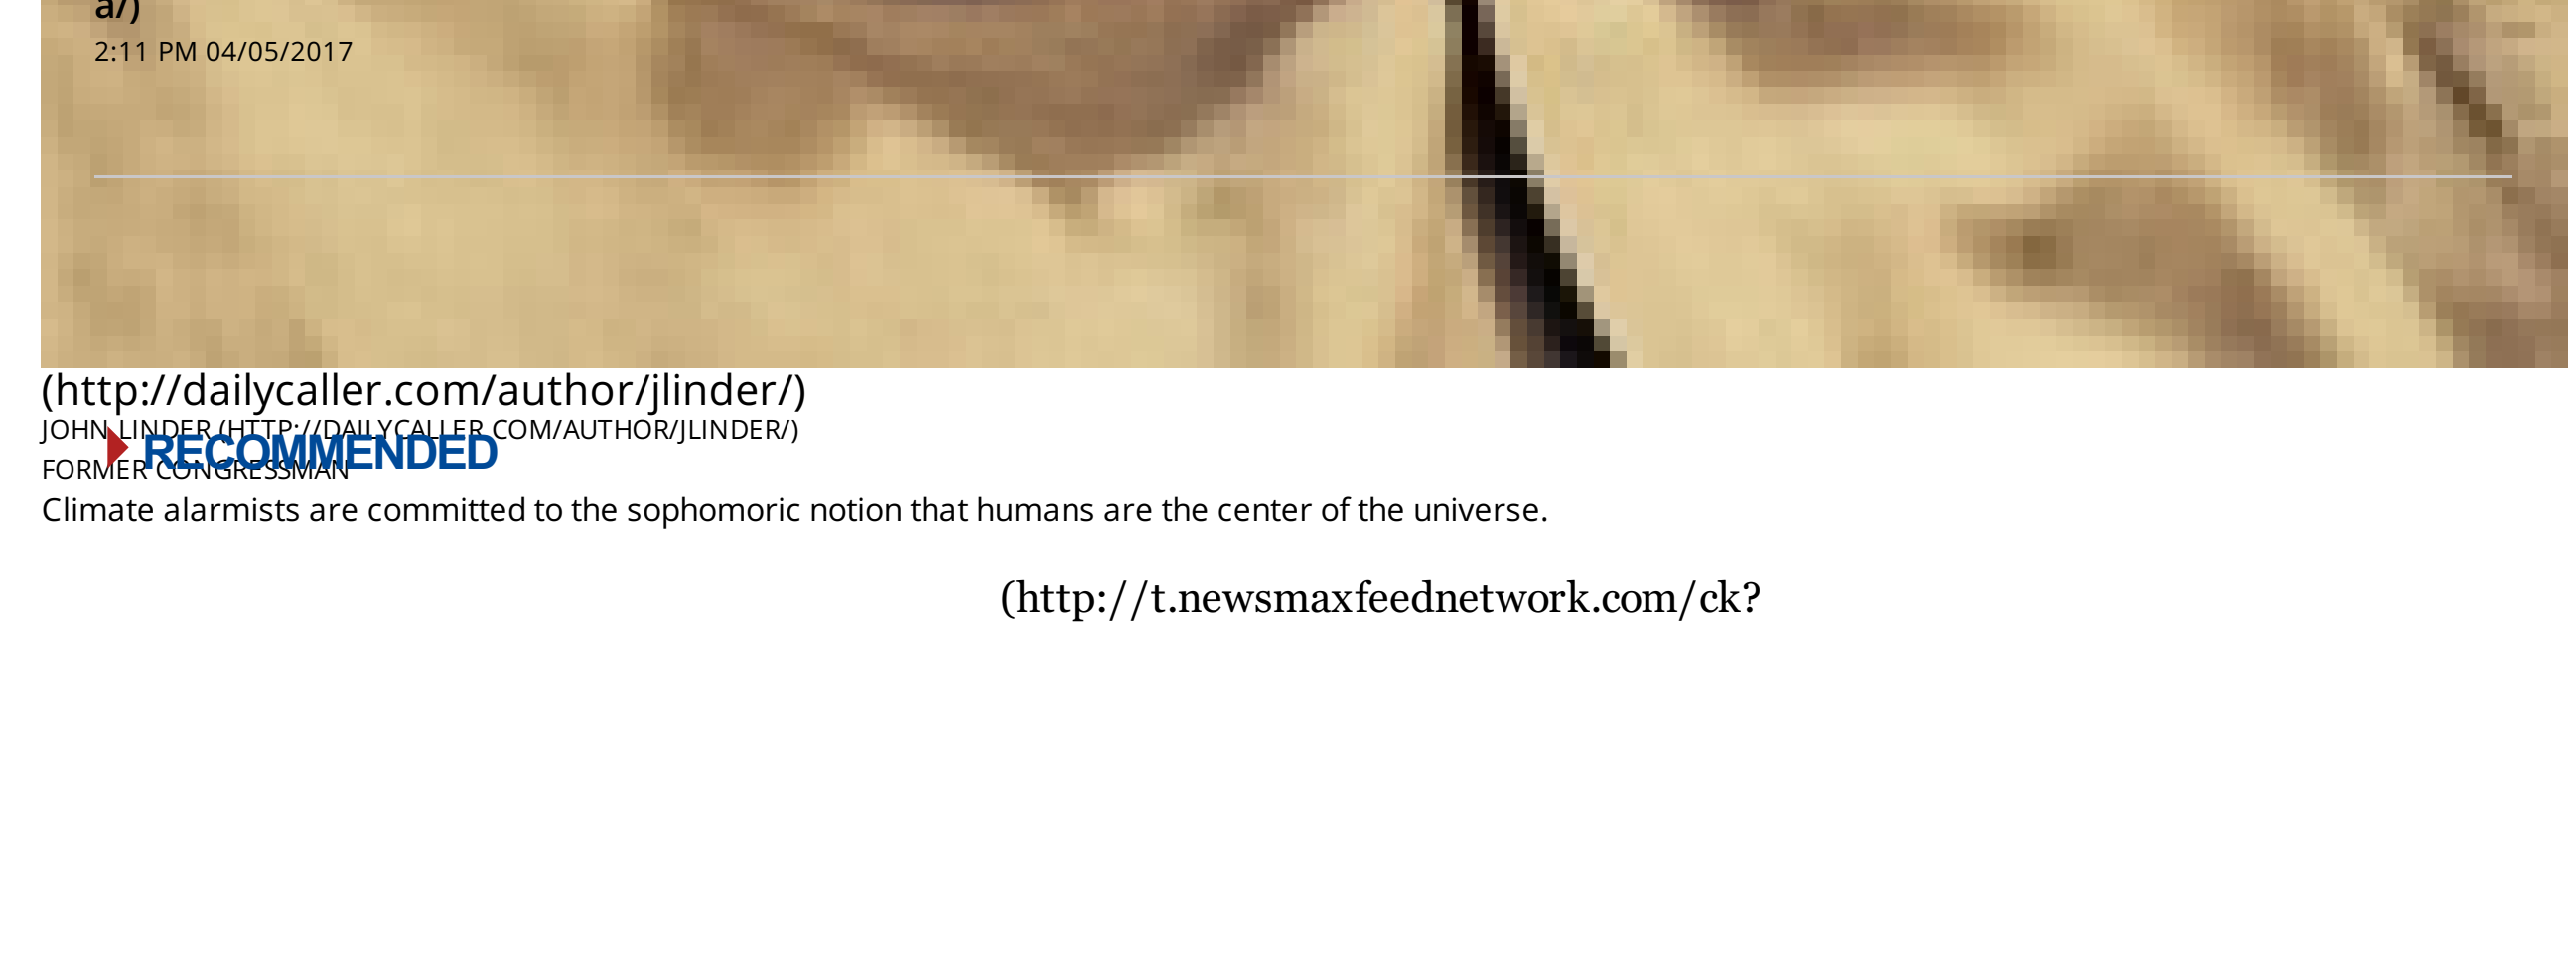 a/)
2:11 PM 04/05/2017
(http://dailycaller.com/author/jlinder/)
JOHN LINDER (HTTP://DAILYCALLER.COM/AUTHOR/JLINDER/)
RECOMMENDED
FORMER CONGRESSMAN
Climate alarmists are committed to the sophomoric notion that humans are the center of the universe.
(http://t.newsmaxfeednetwork.com/ck?